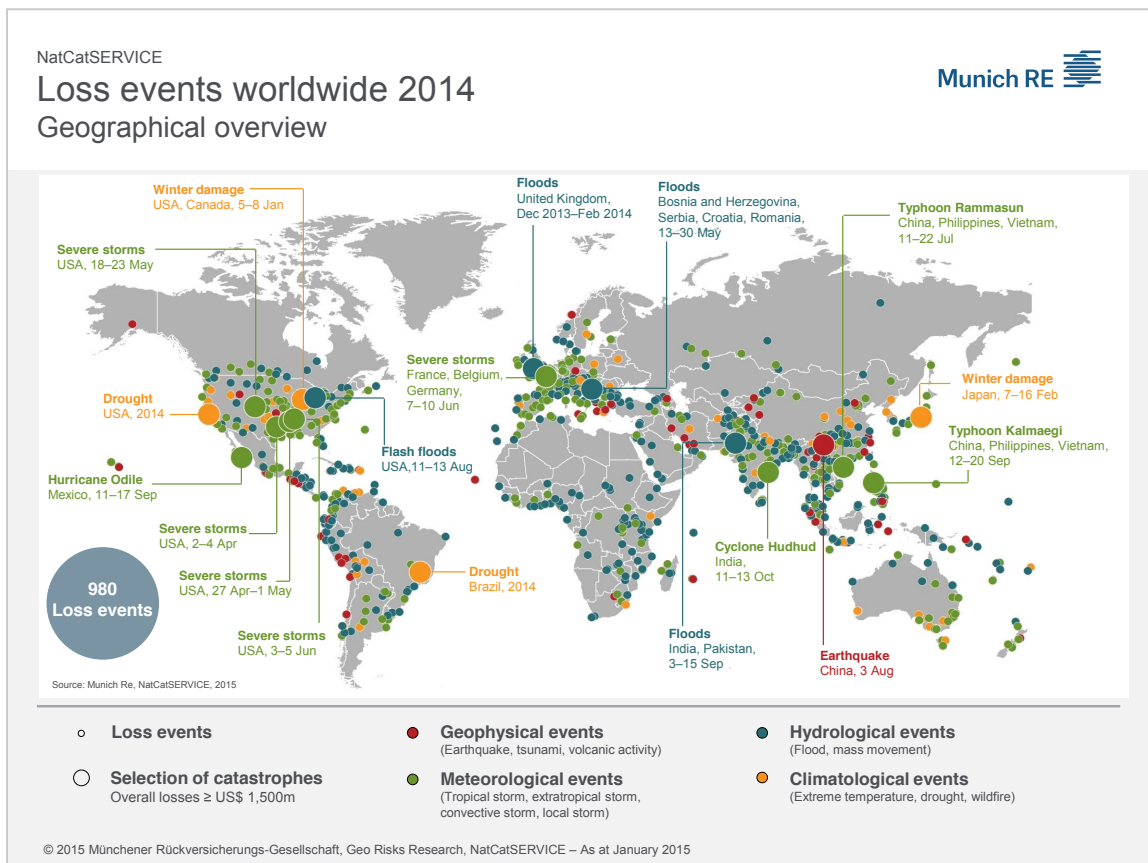 NatCatSERVICE
Loss events worldwide 2014
Geographical overview
Munich RE
Winter damage
USA, Canada, 5–8 Jan
Floods
United Kingdom,
Dec 2013–Feb 2014
Floods
Bosnia and Herzegovina,
Serbia, Croatia, Romania,
13–30 May
Typhoon Rammasun
China, Philippines, Vietnam,
11–22 Jul
Severe storms
USA, 18–23 May
Severe storms
France, Belgium,
Germany,
7–10 Jun
Winter damage
Japan, 7–16 Feb
Drought
USA, 2014
Typhoon Kalmaegi
China, Philippines, Vietnam,
12–20 Sep
Flash floods
USA,11–13 Aug
Hurricane Odile
Mexico, 11–17 Sep
Severe storms
USA, 2–4 Apr
Cyclone Hudhud
India,
11–13 Oct
Severe storms
USA, 27 Apr–1 May
Drought
Brazil, 2014
980
Loss events
Severe storms
USA, 3–5 Jun
Floods
India, Pakistan,
3–15 Sep
Earthquake
China, 3 Aug
Source: Munich Re, NatCatSERVICE, 2015
Loss events
Selection of catastrophes
Overall losses ≥ US$ 1,500m
Geophysical events
(Earthquake, tsunami, volcanic activity)
Meteorological events
(Tropical storm, extratropical storm,
convective storm, local storm)
Hydrological events
(Flood, mass movement)
Climatological events
(Extreme temperature, drought, wildfire)
© 2015 Münchener Rückversicherungs-Gesellschaft, Geo Risks Research, NatCatSERVICE – As at January 2015